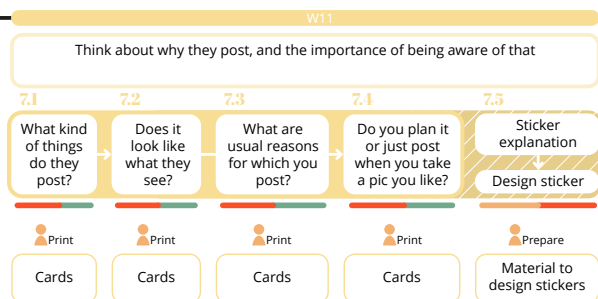 W11
Think about why they post, and the importance of being aware of that
7.1
7.2
7.3
7.4
7.5
What kind
of things
do they
post?
Does it
look like
what they
see?
What are
usual reasons
for which you
post?
Do you plan it
or just post
when you take
a pic you like?
Sticker
explanation
Design sticker
Print
Print
Print
Print
Prepare
Cards
Cards
Cards
Cards
Material to
design stickers